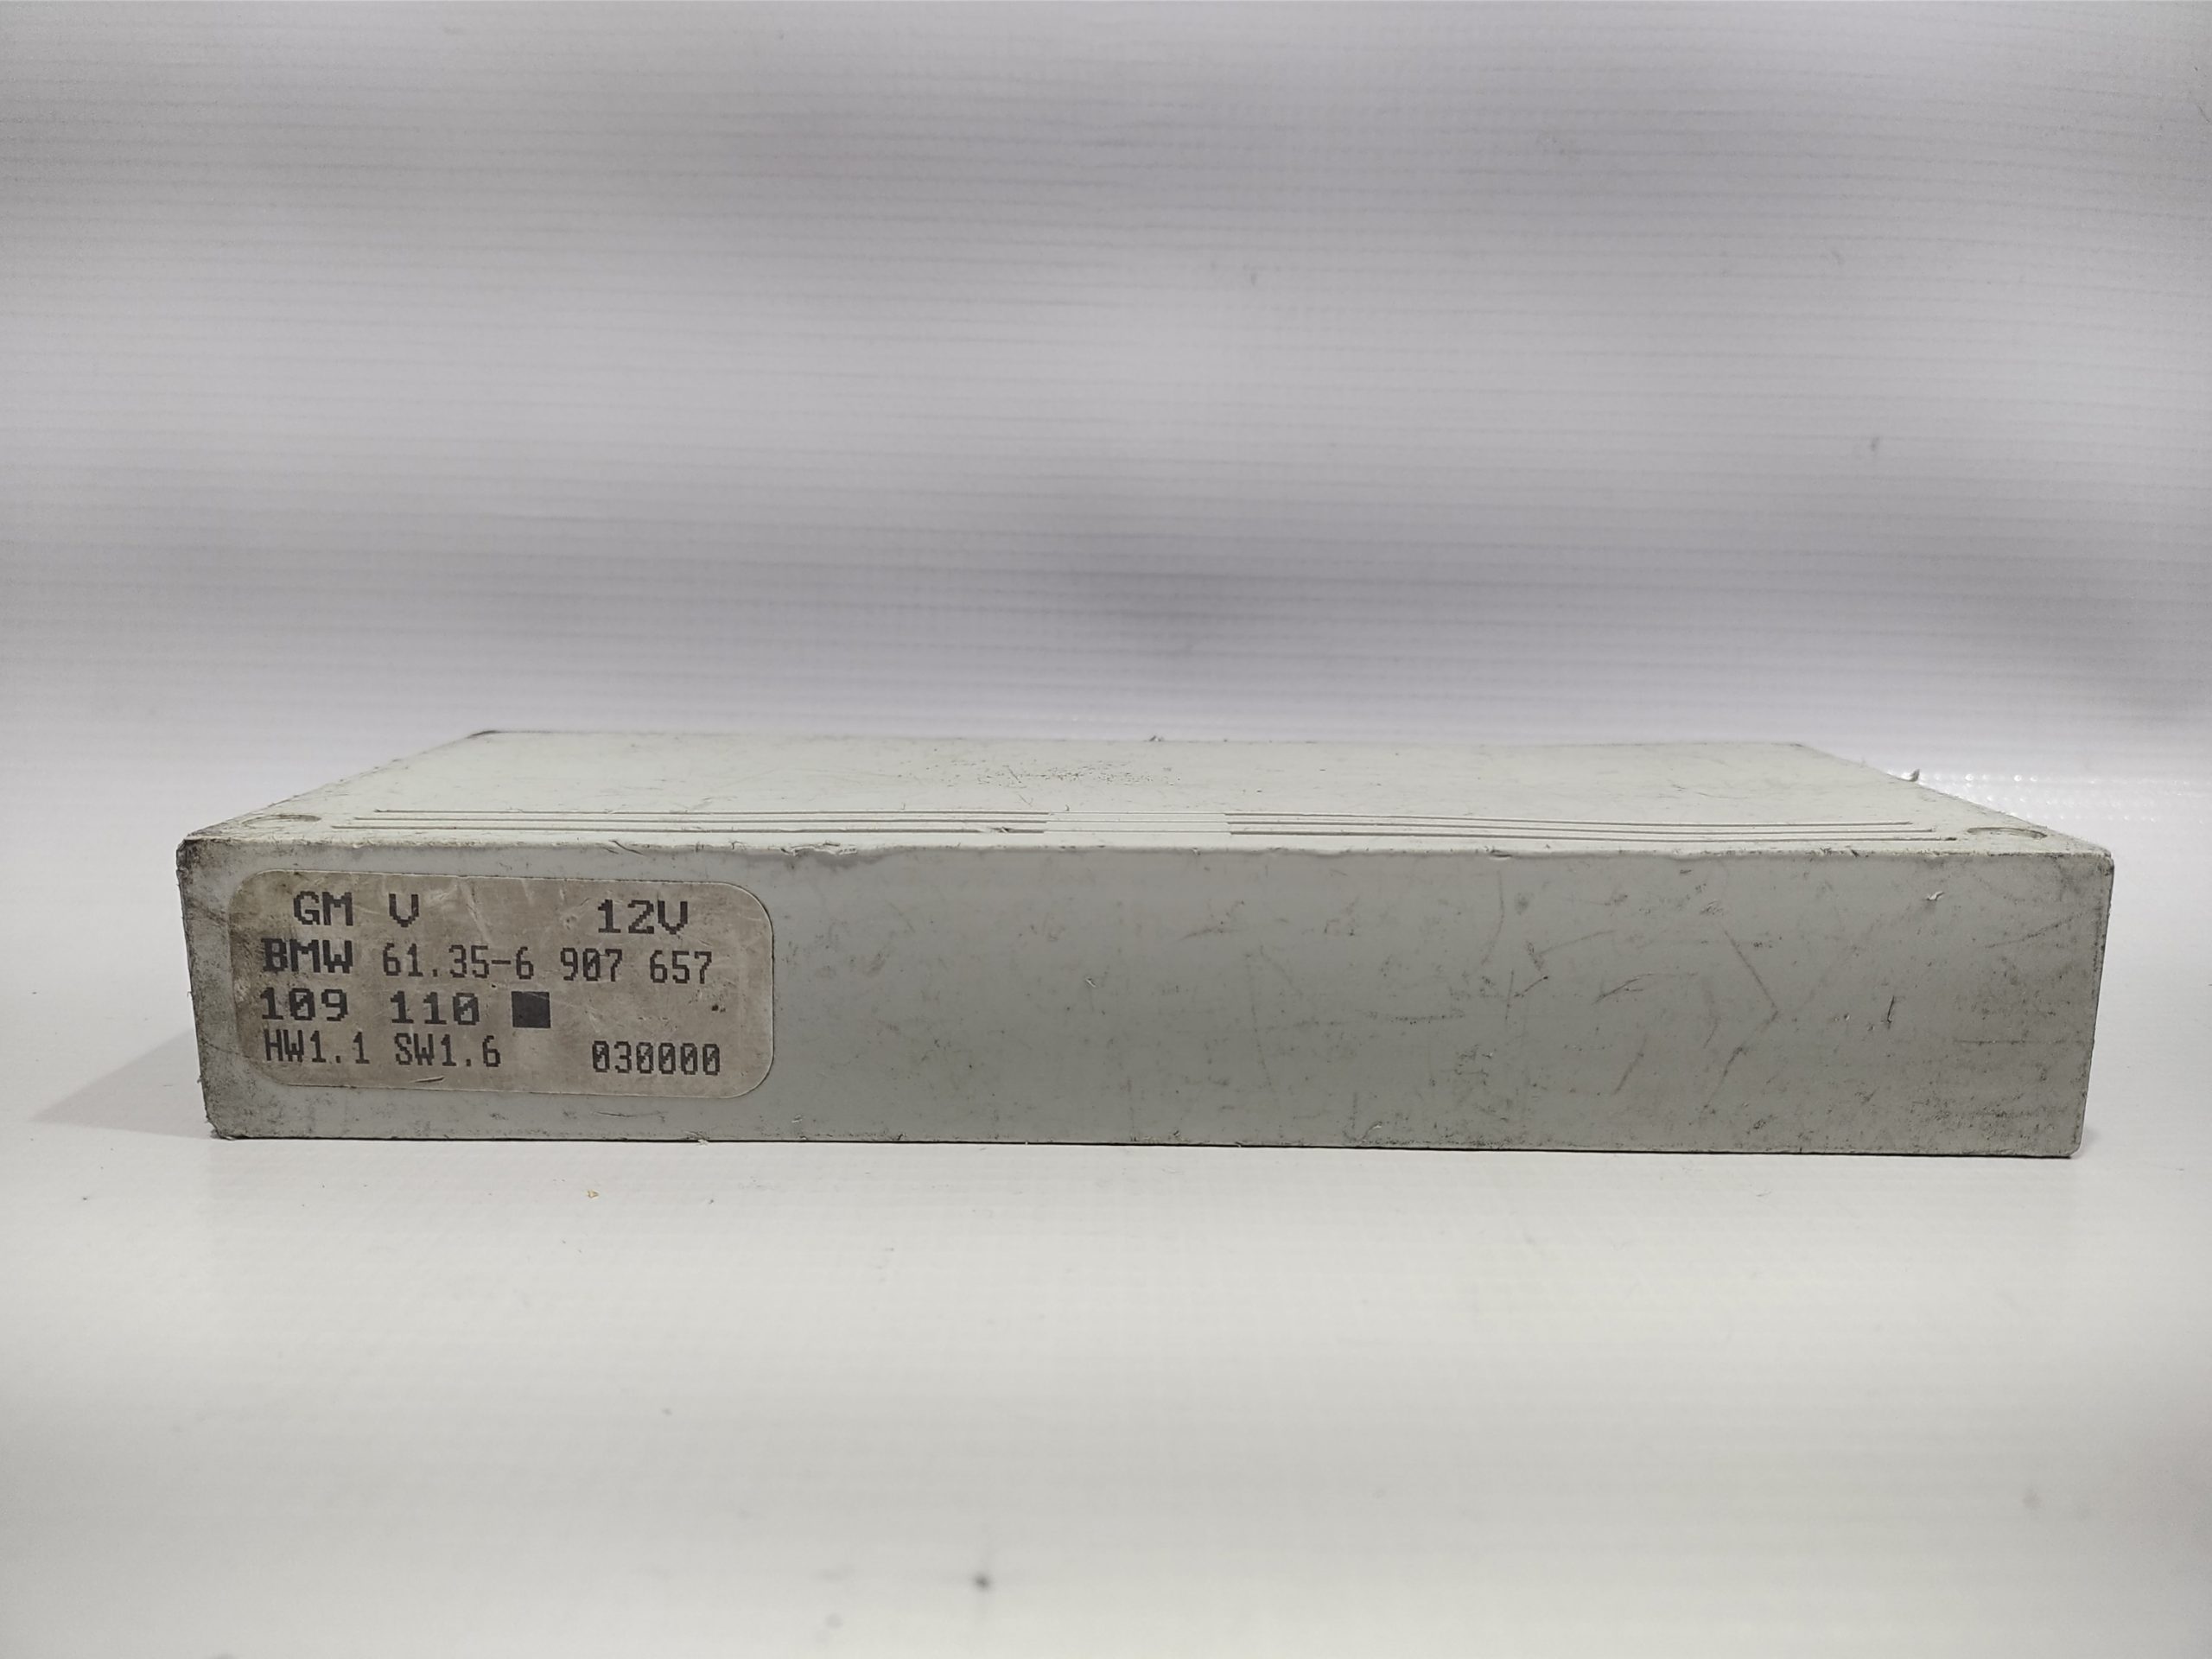 GM V 12V
BMW 61.35-6 907 657
109 110 ■
HW1.1 SW1.6 030000